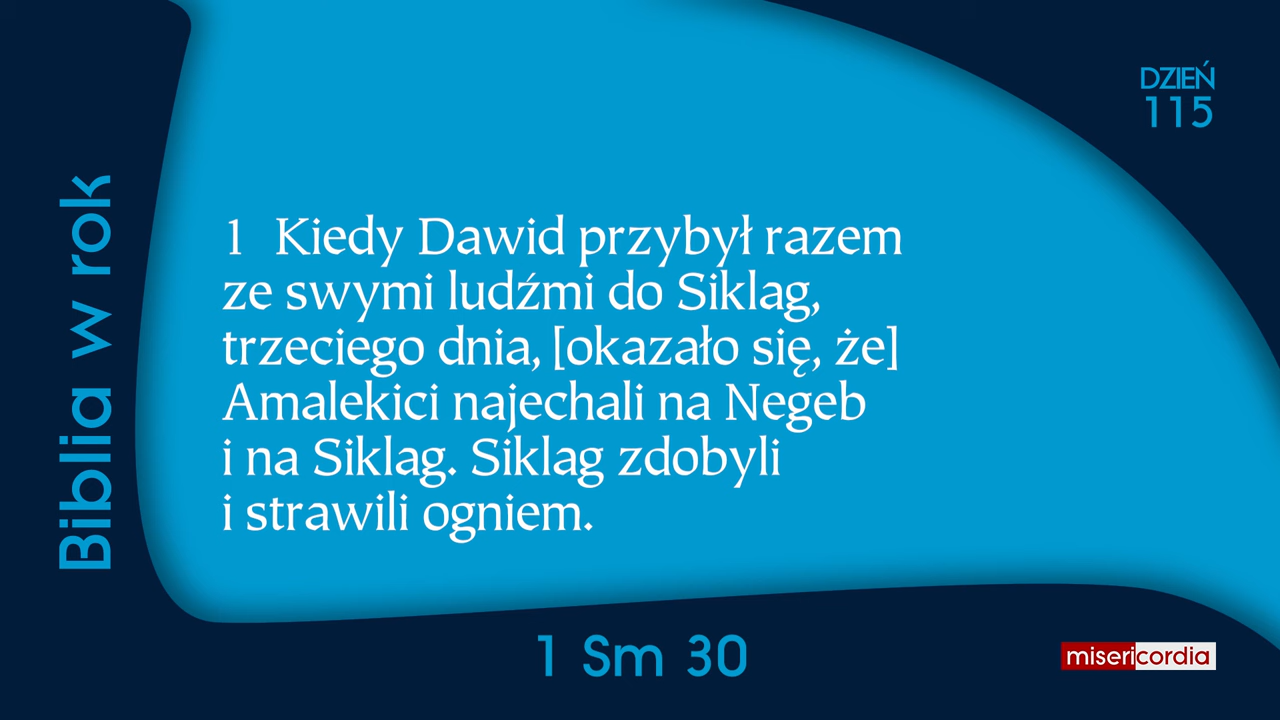 DZIEŃ
115
Biblia w rok
1 Kiedy Dawid przybył razem
ze swymi ludźmi do Siklag,
trzeciego dnia, [okazało się, że]
Amalekici najechali na Negeb
i na Siklag. Siklag zdobyli
i strawili ogniem.
1 Sm 30
misericordia